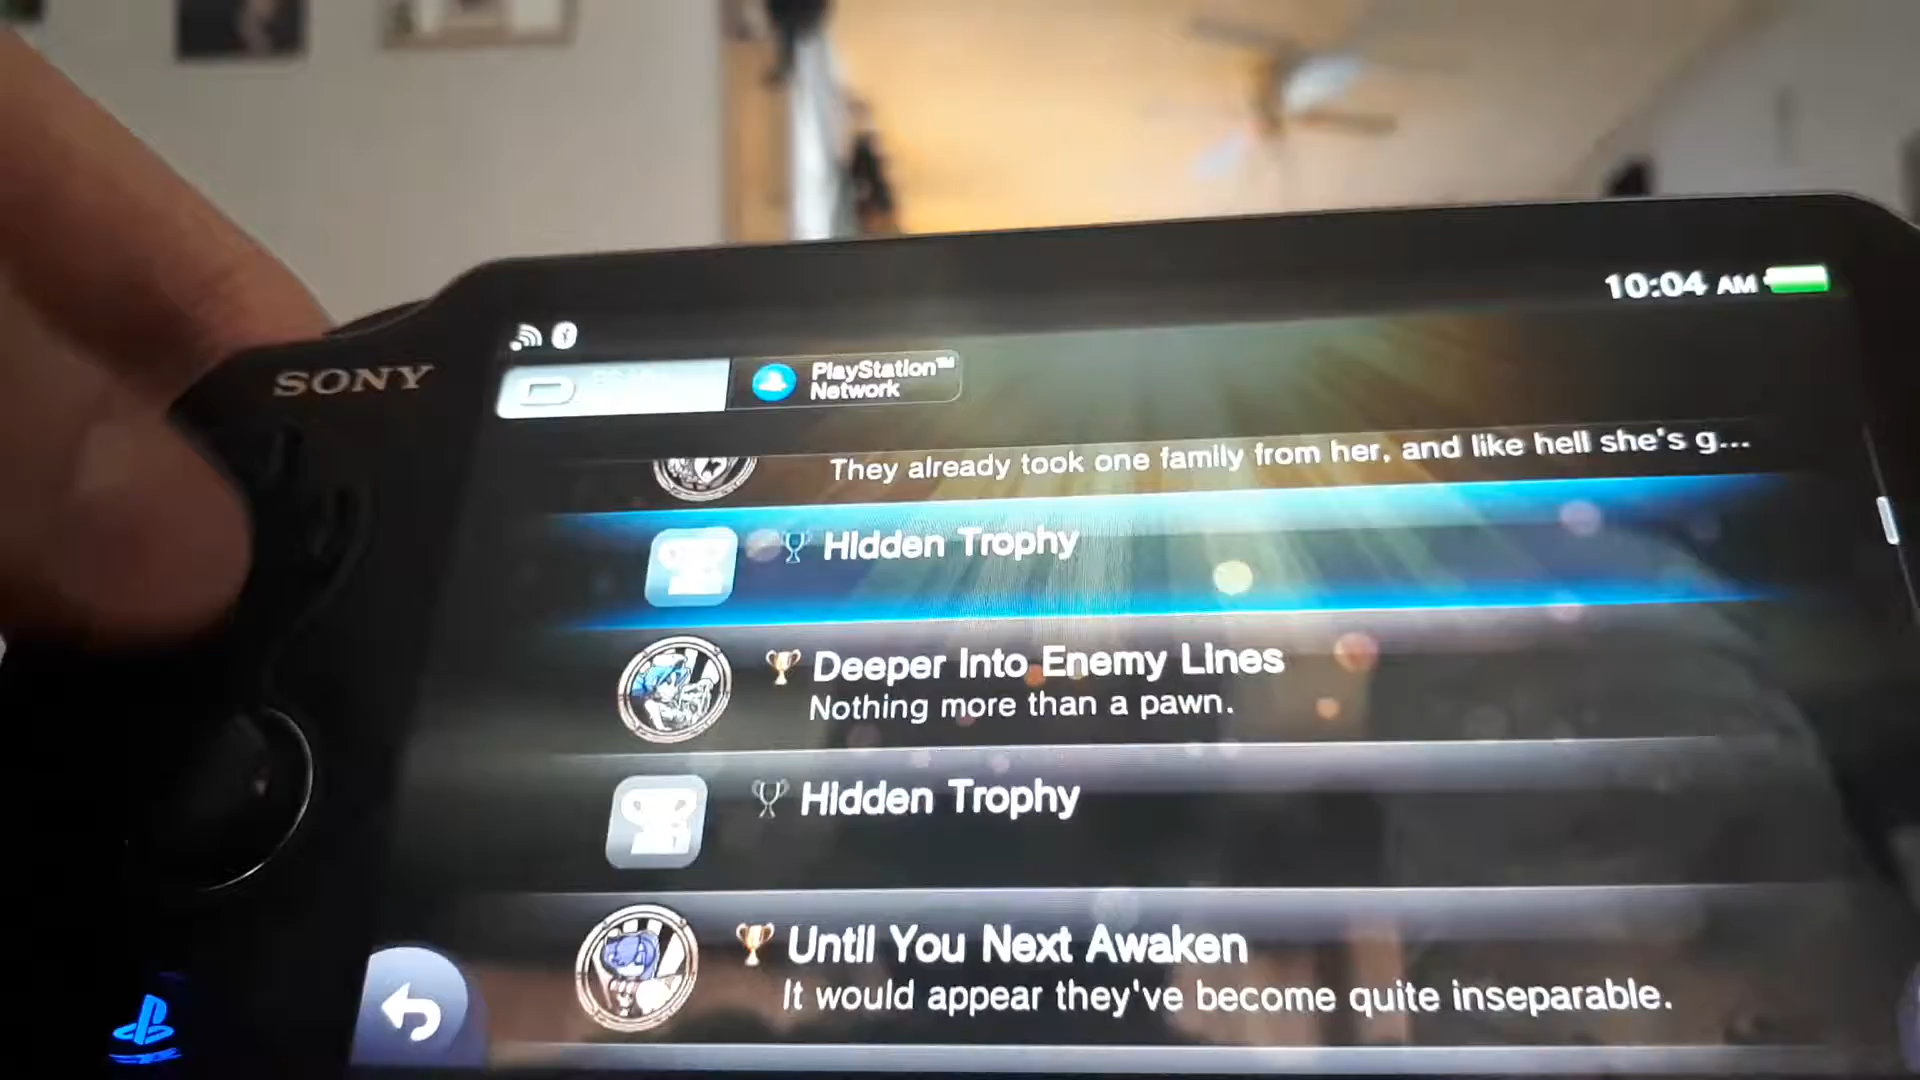 10:04 AM
SONY
PlayStation™
Network
They already took one family from her, and like hell she's g...
Hidden Trophy
Deeper Into Enemy Lines
Nothing more than a pawn.
Hidden Trophy
Until You Next Awaken
It would appear they've become quite inseparable.